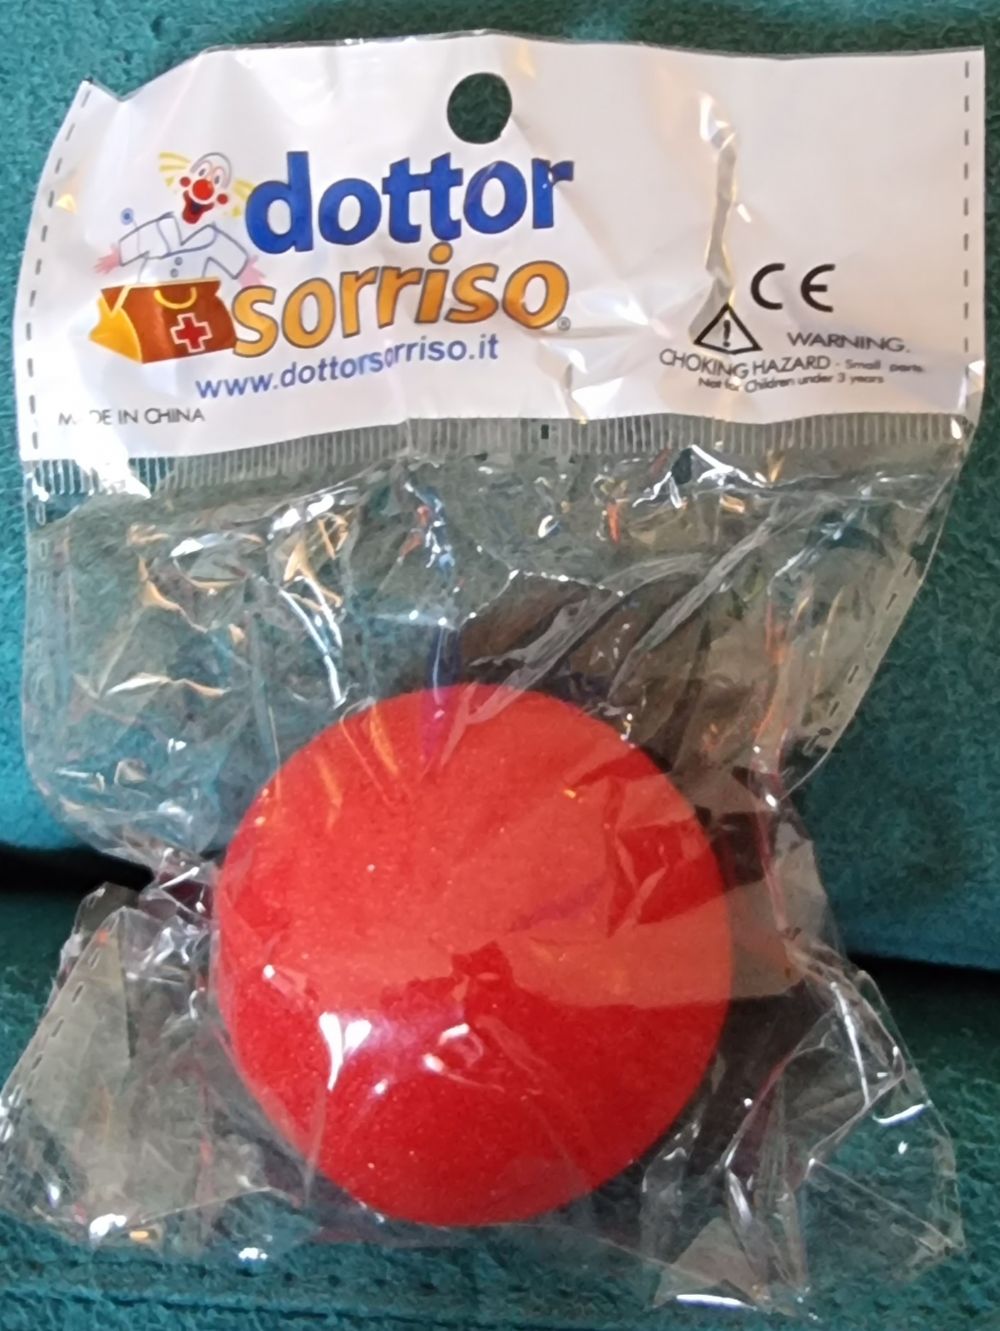 dottor
sorriso®
www.dottorsorriso.it
MADE IN CHINA
CE
WARNING.
CHOKING HAZARD - Small parts.
Not for Children under 3 years